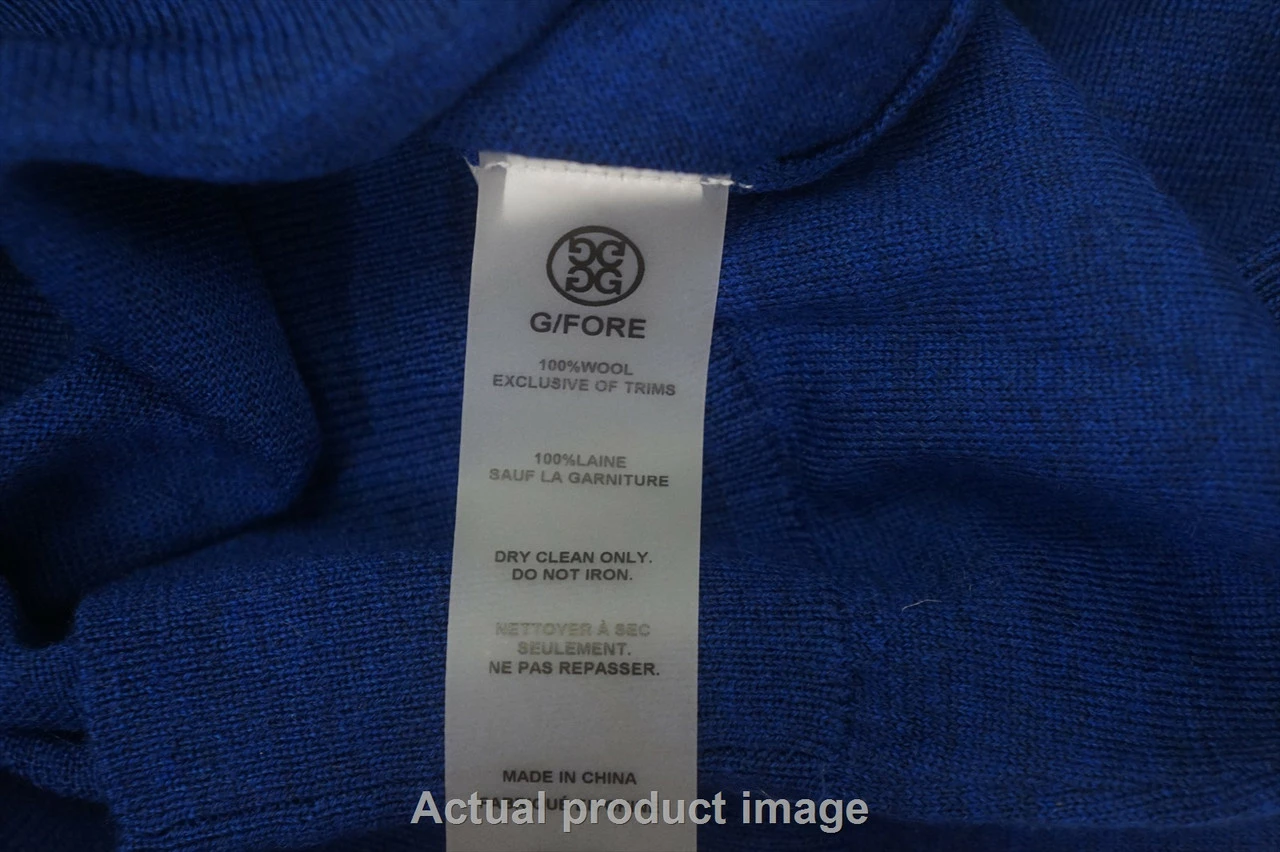 G/FORE
100%WOOL
EXCLUSIVE OF TRIMS
100%LAINE
SAUF LA GARNITURE
DRY CLEAN ONLY.
DO NOT IRON.
NETTOYER À SEC
SEULEMENT.
NE PAS REPASSER.
MADE IN CHINA
Actual product image